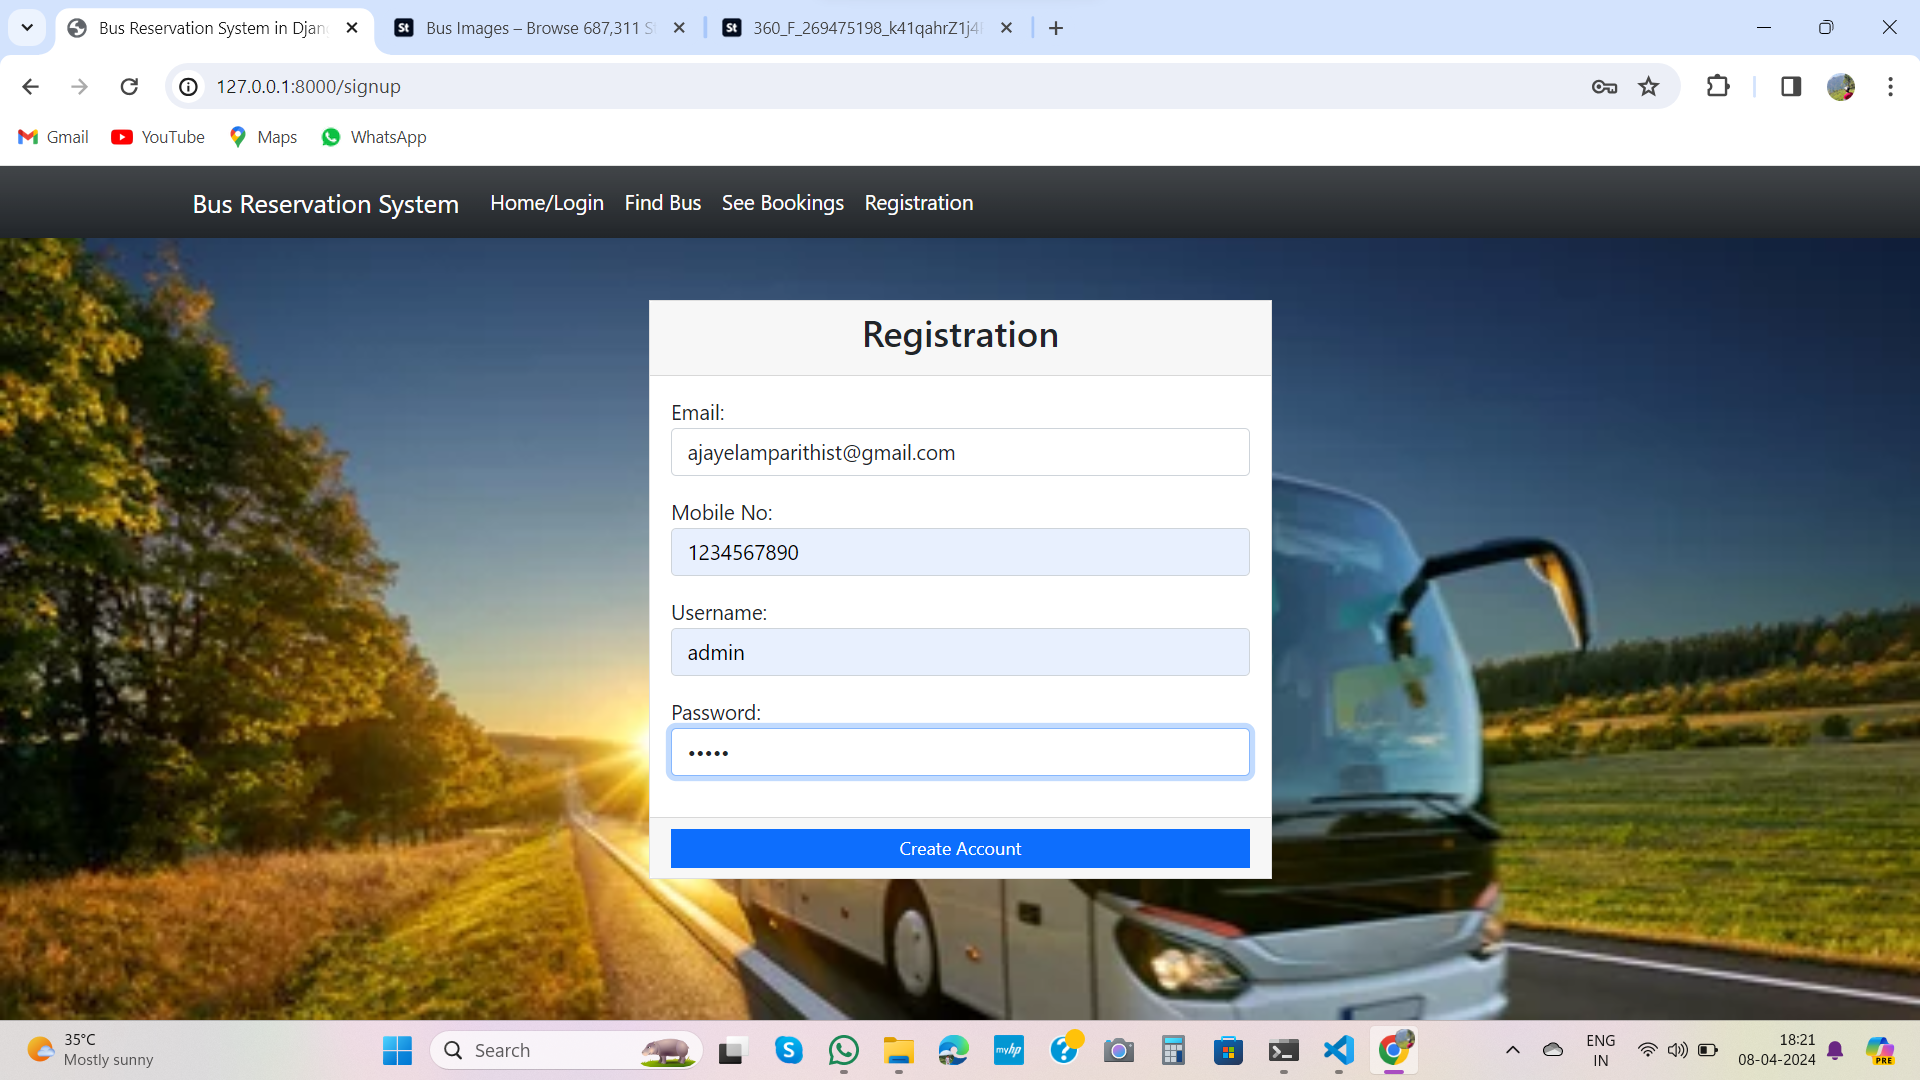 Bus Reservation System in Djan
Bus Images – Browse 687,311 S
360_F_269475198_k41qahrZ1j4
127.0.0.1:8000/signup
Gmail
YouTube
Maps
WhatsApp
Bus Reservation System
Home/Login
Find Bus
See Bookings
Registration
Registration
Email:
ajayelamparithist@gmail.com
Mobile No:
1234567890
Username:
admin
Password:
•••••
Create Account
35°C
Mostly sunny
Search
myhp
ENG
IN
18:21
08-04-2024
PRE